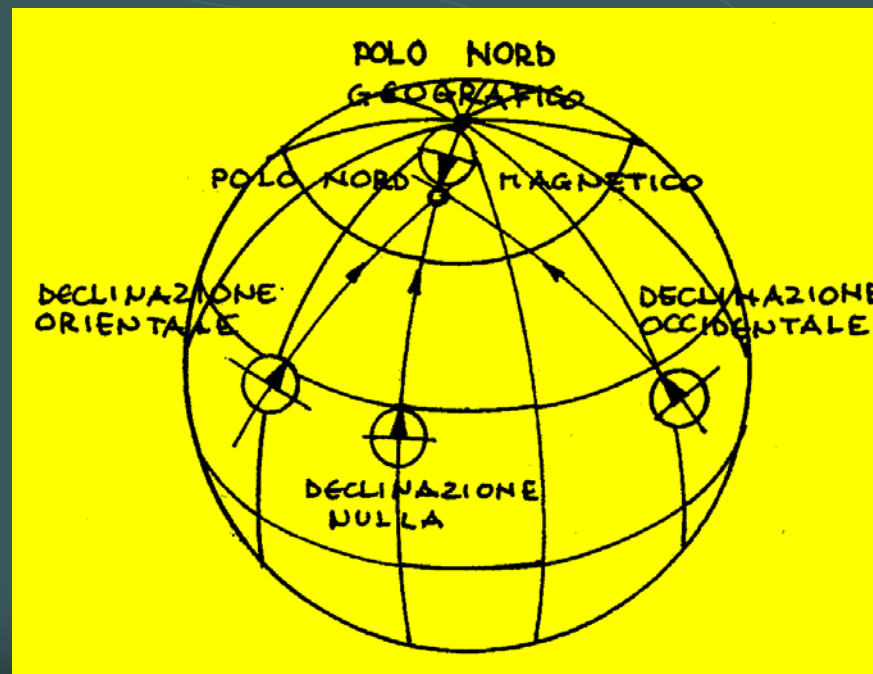 POLO NORD
GEOGRAFICO
POLO NORD MAGNETICO
DECLINAZIONE
ORIENTALE
DECLINAZIONE
OCCIDENTALE
DECLINAZIONE
NULLA